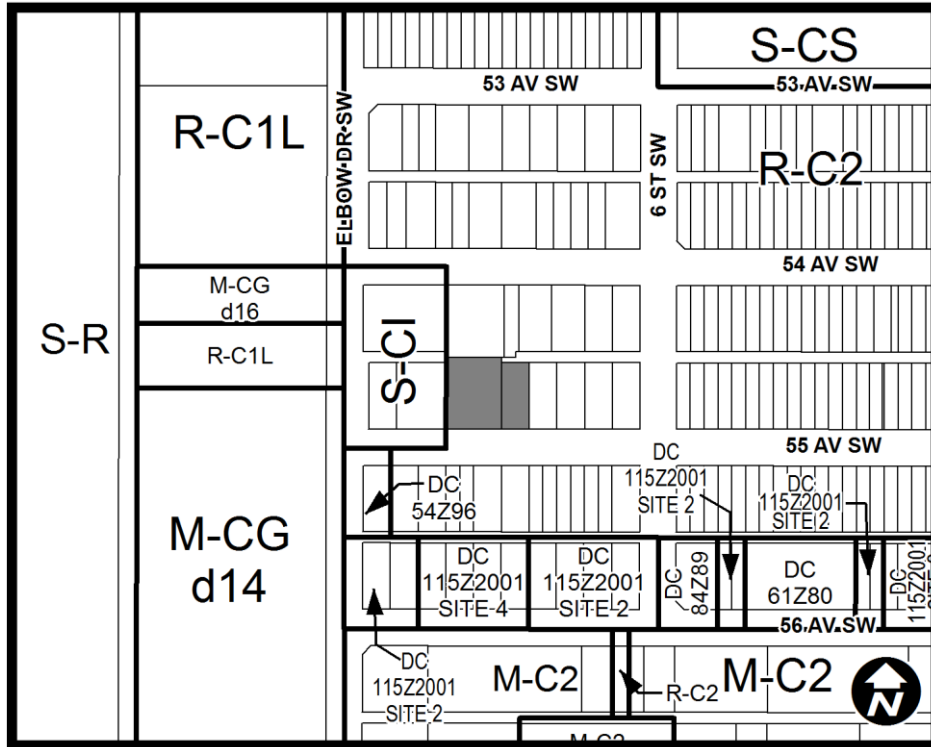 S-CS
53 AV SW
53 AV SW
R-C1L
R-C2
ELBOW DR SW
6 ST SW
54 AV SW
M-CG
d16
S-R
R-C1L
S-CI
55 AV SW
DC
115Z2001
SITE 2
DC
115Z2001
SITE 2
DC
54Z96
M-CG
d14
DC
115Z2001
SITE 4
DC
115Z2001
SITE 2
DC
84Z89
DC
61Z80
DC
115Z2001
56 AV SW
DC
115Z2001
SITE 2
M-C2
R-C2
M-C2
N